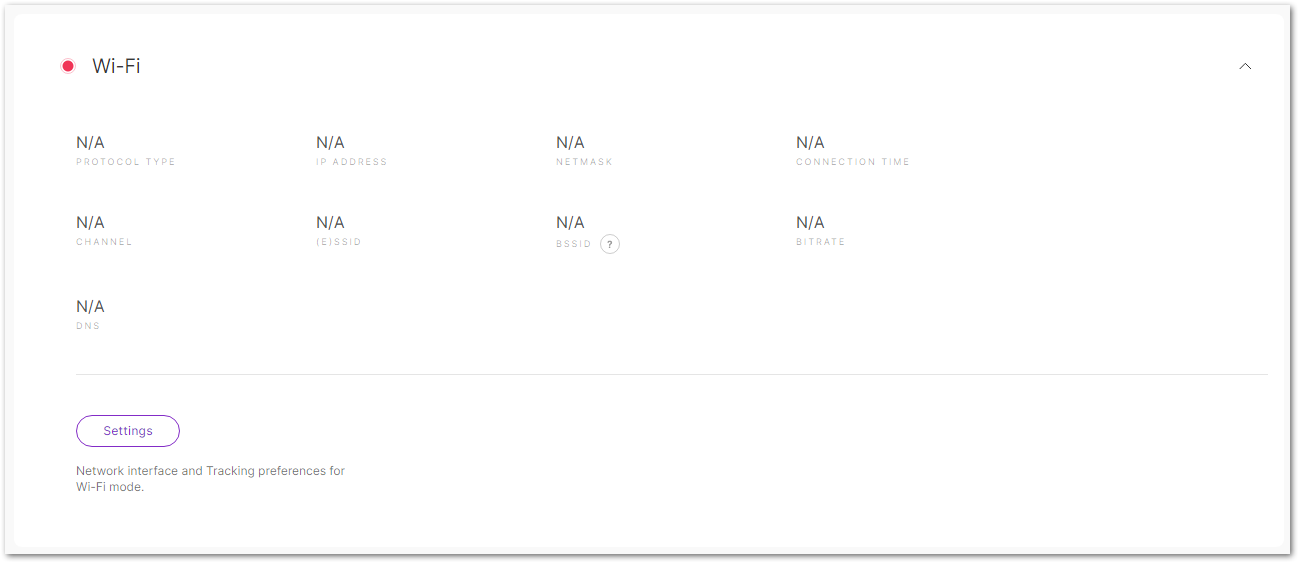 Wi-Fi
N/A N/A N/A N/A
PROTOCOL TYPE IP ADDRESS NETMASK CONNECTION TIME
N/A N/A N/A N/A
CHANNEL (E)SSID BSSID ? BITRATE
N/A
DNS
Settings
Network interface and Tracking preferences for
Wi-Fi mode.